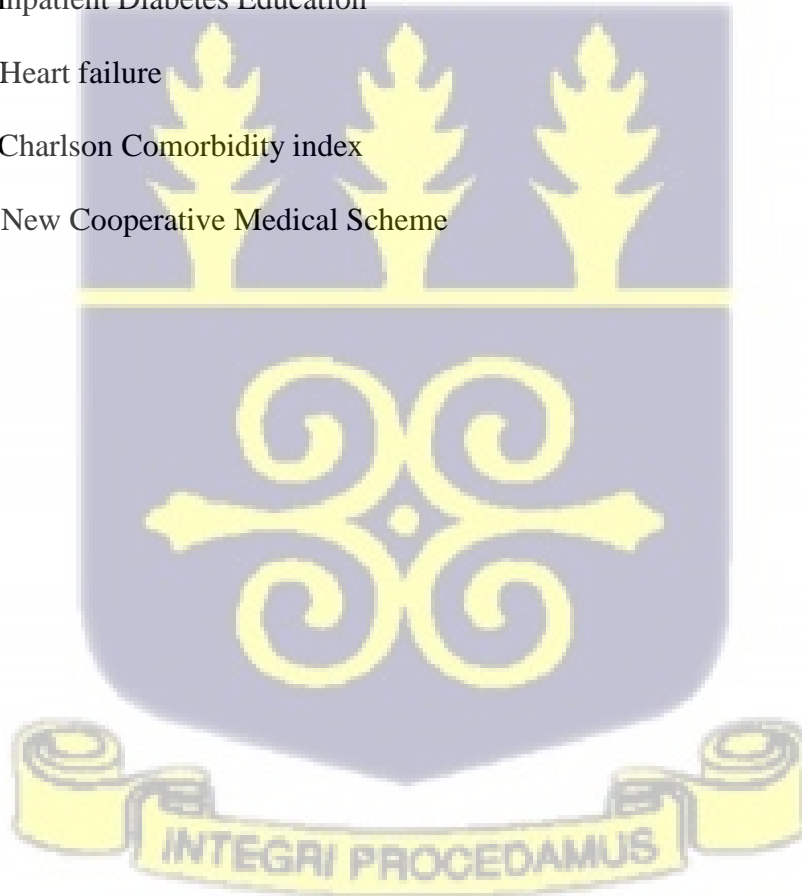 Inpatient Diabetes Education
Heart failure
Charlson Comorbidity index
New Cooperative Medical Scheme
INTEGRI PROCEDAMUS